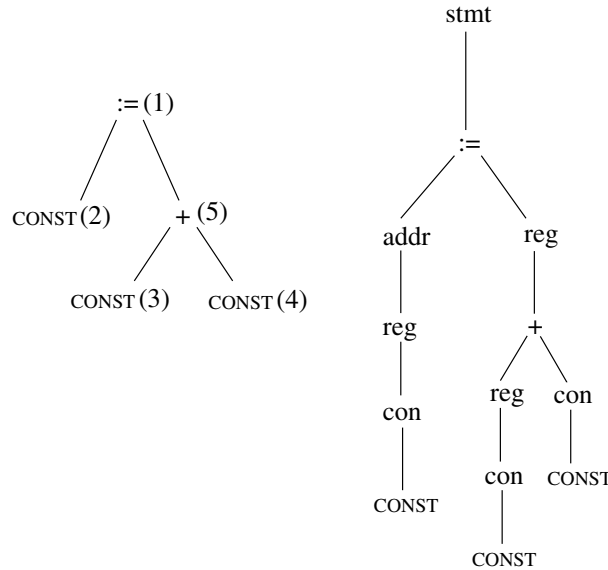 stmt
:= (1)
:=
CONST (2)
+ (5)
addr
reg
CONST (3)
CONST (4)
reg
+
reg
con
con
con
CONST
CONST
CONST